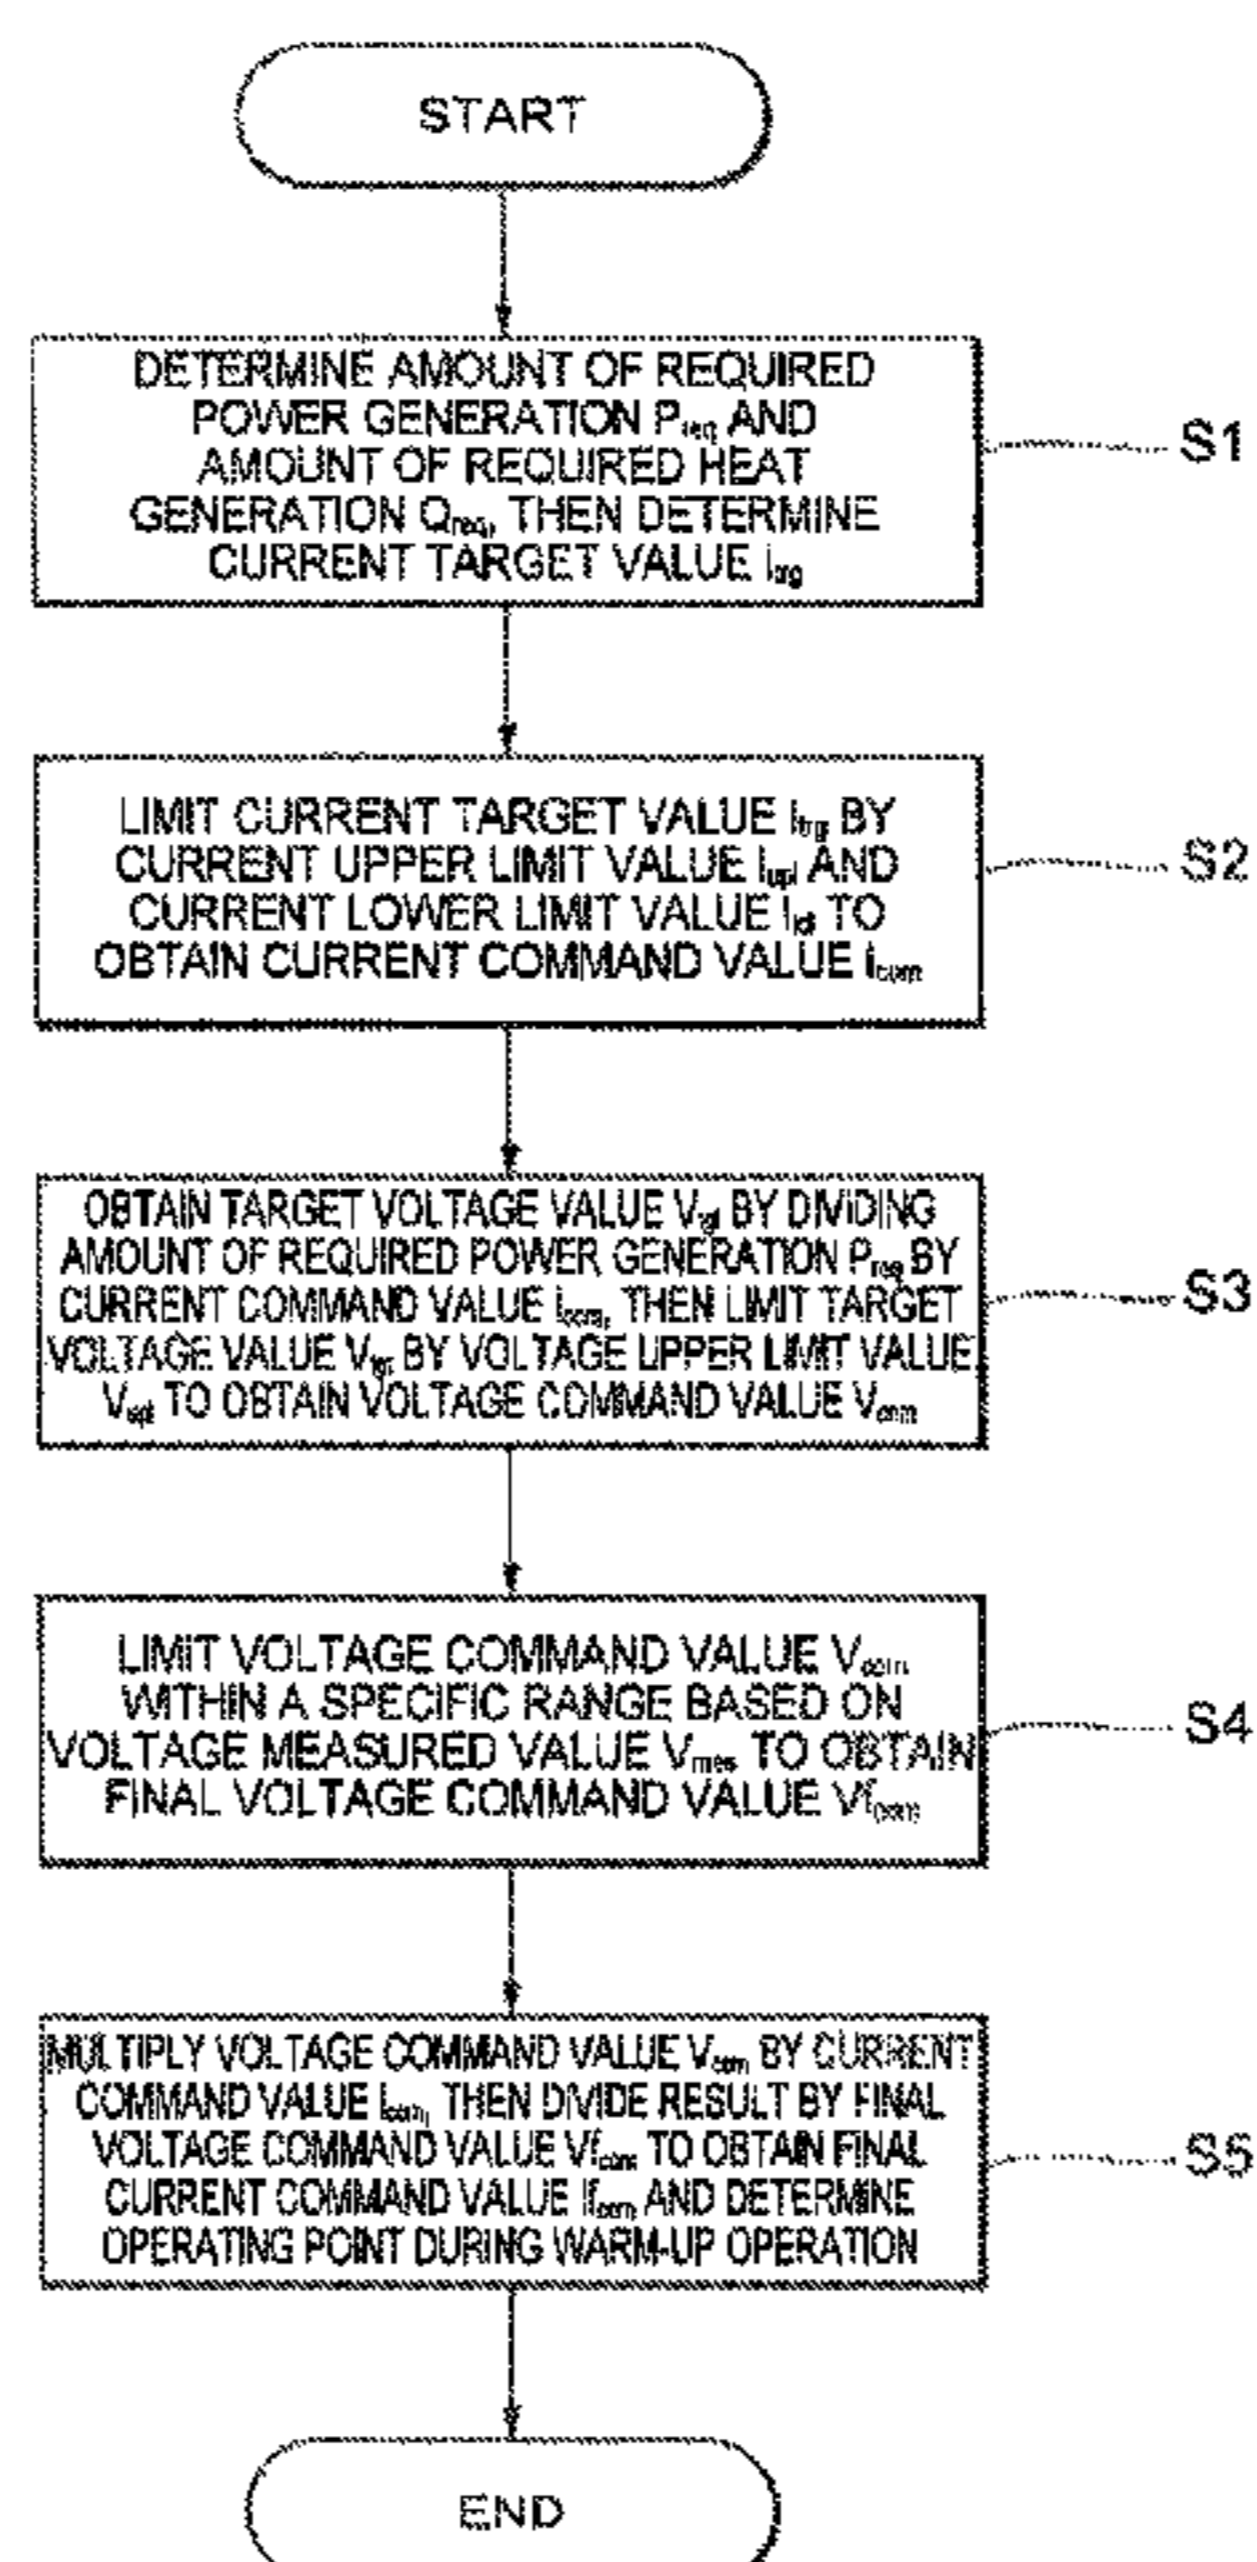 START
DETERMINE AMOUNT OF REQUIRED
POWER GENERATION Preq AND
AMOUNT OF REQUIRED HEAT
GENERATION Qreq, THEN DETERMINE
CURRENT TARGET VALUE Itrg
S1
LIMIT CURRENT TARGET VALUE Itrg BY
CURRENT UPPER LIMIT VALUE Iupl AND
CURRENT LOWER LIMIT VALUE Ilol TO
OBTAIN CURRENT COMMAND VALUE Icom
S2
OBTAIN TARGET VOLTAGE VALUE Vtgt BY DIVIDING
AMOUNT OF REQUIRED POWER GENERATION Preq BY
CURRENT COMMAND VALUE Icom, THEN LIMIT TARGET
VOLTAGE VALUE Vtgt BY VOLTAGE UPPER LIMIT VALUE
Vupl TO OBTAIN VOLTAGE COMMAND VALUE Vcom
S3
LIMIT VOLTAGE COMMAND VALUE Vcom
WITHIN A SPECIFIC RANGE BASED ON
VOLTAGE MEASURED VALUE Vmes TO OBTAIN
FINAL VOLTAGE COMMAND VALUE Vfcom
S4
MULTIPLY VOLTAGE COMMAND VALUE Vcom BY CURRENT
COMMAND VALUE Icom, THEN DIVIDE RESULT BY FINAL
VOLTAGE COMMAND VALUE Vfcom TO OBTAIN FINAL
CURRENT COMMAND VALUE Ifcom AND DETERMINE
OPERATING POINT DURING WARM-UP OPERATION
S5
END